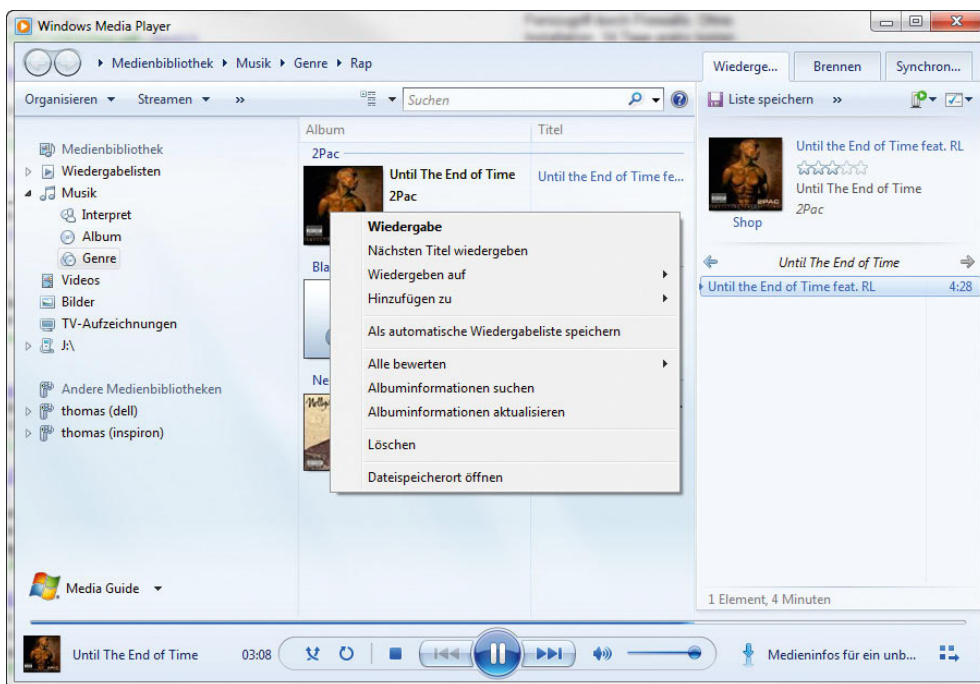 Windows Media Player
Medienbibliothek Musik Genre Rap
Wiederge... Brennen Synchron...
Organisieren Streamen » Suchen
Liste speichern »
Medienbibliothek
Wiedergabelisten
Musik
Interpret
Album
Genre
Videos
Bilder
TV-Aufzeichnungen
J:\
Andere Medienbibliotheken
thomas (dell)
thomas (inspiron)
Media Guide
Album Titel
2Pac
Until The End of Time Until the End of Time fe...
2Pac
Bla
Ne
Wiedergabe
Nächsten Titel wiedergeben
Wiedergeben auf
Hinzufügen zu
Als automatische Wiedergabeliste speichern
Alle bewerten
Albuminformationen suchen
Albuminformationen aktualisieren
Löschen
Dateispeicherort öffnen
Until the End of Time feat. RL
Until The End of Time
2Pac
Shop
Until The End of Time
Until the End of Time feat. RL 4:28
1 Element, 4 Minuten
Until The End of Time 03:08
Medieninfos für ein unb...